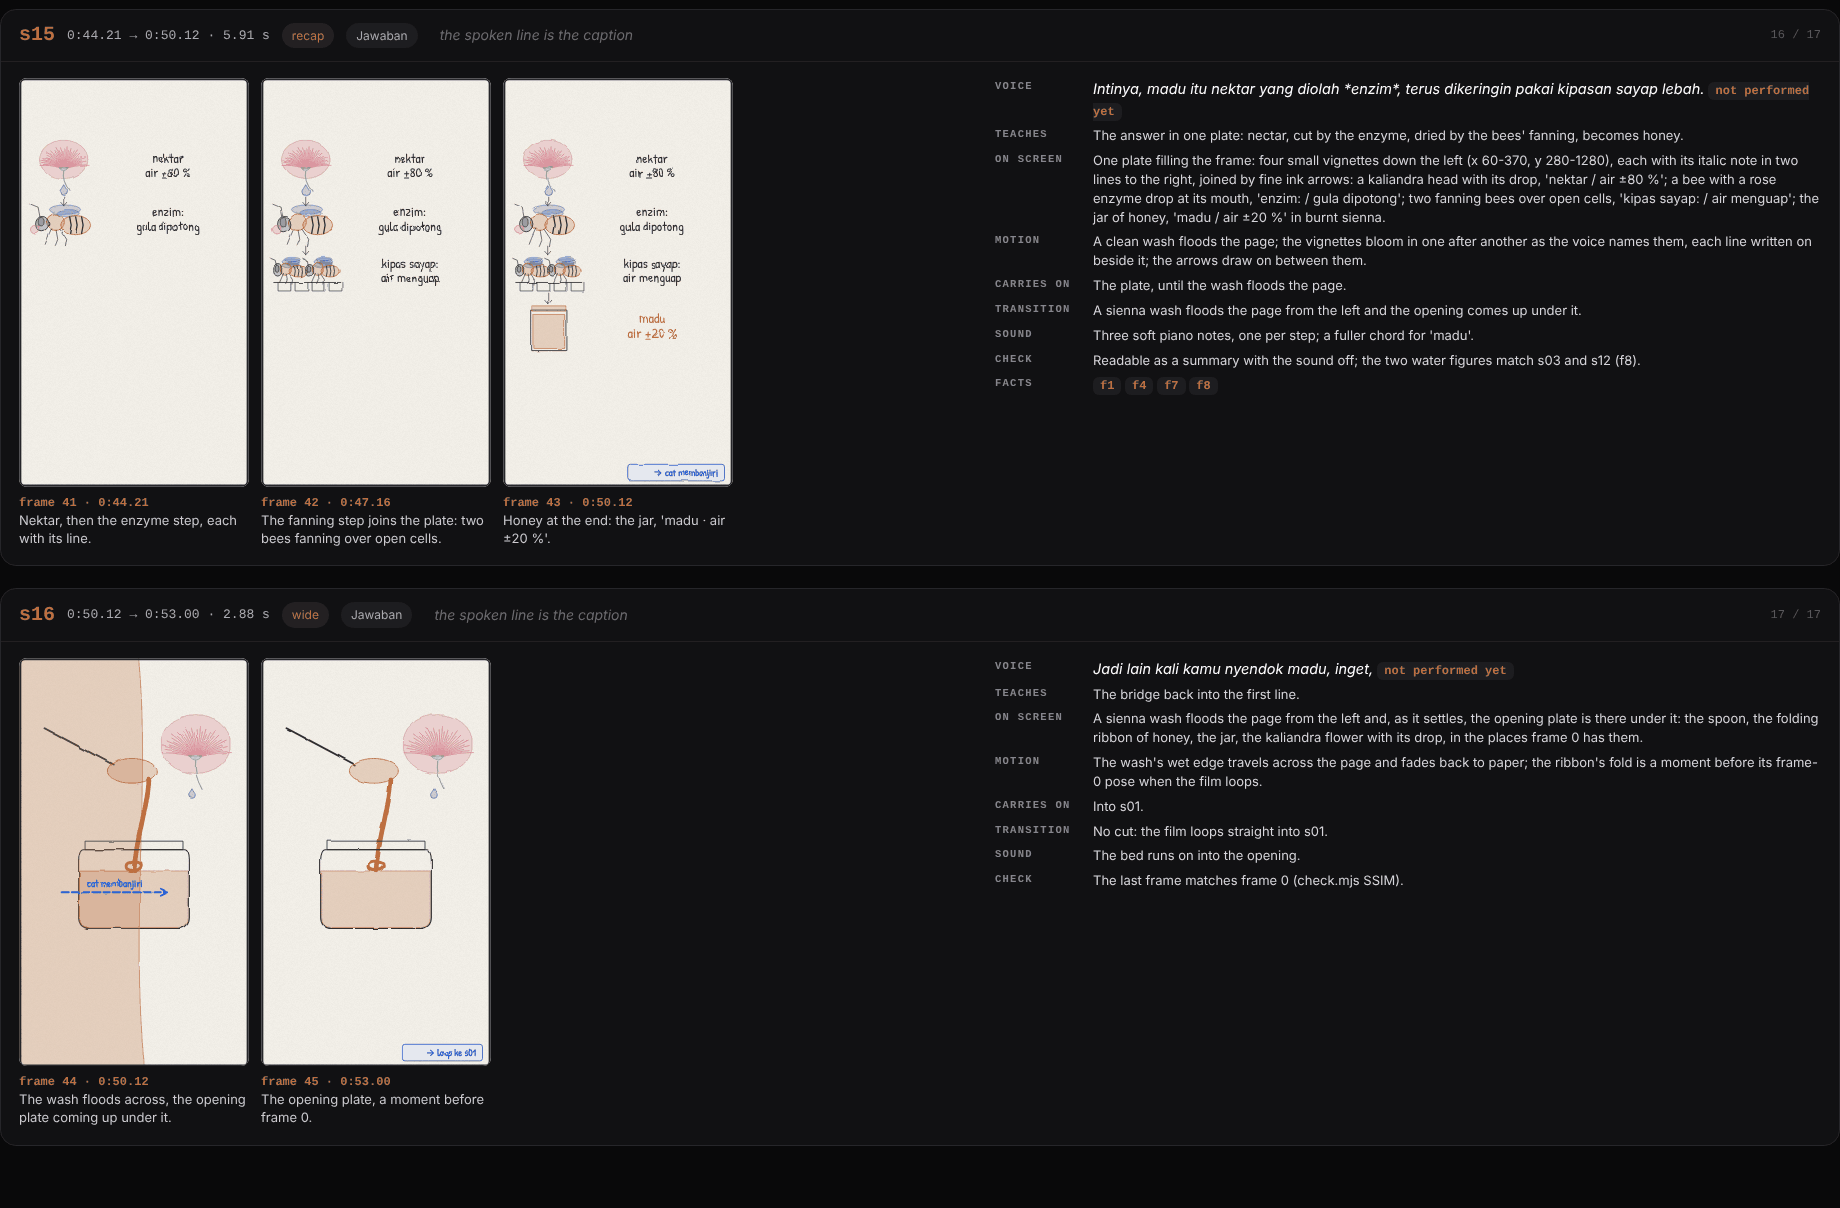 s15 0:44.21 → 0:50.12 · 5.91 s recap Jawaban the spoken line is the caption 16 / 17
nektar
air ±80 %
enzim:
gula dipotong
frame 41 · 0:44.21
Nektar, then the enzyme step, each
with its line.
nektar
air ±80 %
enzim:
gula dipotong
kipas sayap:
air menguap
frame 42 · 0:47.16
The fanning step joins the plate: two
bees fanning over open cells.
nektar
air ±80 %
enzim:
gula dipotong
kipas sayap:
air menguap
madu
air ±20 %
→ cat membanjiri
frame 43 · 0:50.12
Honey at the end: the jar, 'madu · air
±20 %'.
VOICE Intinya, madu itu nektar yang diolah *enzim*, terus dikeringin pakai kipasan sayap lebah. not performed
yet
TEACHES The answer in one plate: nectar, cut by the enzyme, dried by the bees' fanning, becomes honey.
ON SCREEN One plate filling the frame: four small vignettes down the left (x 60-370, y 280-1280), each with its italic note in two
lines to the right, joined by fine ink arrows: a kaliandra head with its drop, 'nektar / air ±80 %'; a bee with a rose
enzyme drop at its mouth, 'enzim: / gula dipotong'; two fanning bees over open cells, 'kipas sayap: / air menguap'; the
jar of honey, 'madu / air ±20 %' in burnt sienna.
MOTION A clean wash floods the page; the vignettes bloom in one after another as the voice names them, each line written on
beside it; the arrows draw on between them.
CARRIES ON The plate, until the wash floods the page.
TRANSITION A sienna wash floods the page from the left and the opening comes up under it.
SOUND Three soft piano notes, one per step; a fuller chord for 'madu'.
CHECK Readable as a summary with the sound off; the two water figures match s03 and s12 (f8).
FACTS f1 f4 f7 f8
s16 0:50.12 → 0:53.00 · 2.88 s wide Jawaban the spoken line is the caption 17 / 17
cat membanjiri
frame 44 · 0:50.12
The wash floods across, the opening
plate coming up under it.
→ loop ke s01
frame 45 · 0:53.00
The opening plate, a moment before
frame 0.
VOICE Jadi lain kali kamu nyendok madu, inget, not performed yet
TEACHES The bridge back into the first line.
ON SCREEN A sienna wash floods the page from the left and, as it settles, the opening plate is there under it: the spoon, the folding
ribbon of honey, the jar, the kaliandra flower with its drop, in the places frame 0 has them.
MOTION The wash's wet edge travels across the page and fades back to paper; the ribbon's fold is a moment before its frame-
0 pose when the film loops.
CARRIES ON Into s01.
TRANSITION No cut: the film loops straight into s01.
SOUND The bed runs on into the opening.
CHECK The last frame matches frame 0 (check.mjs SSIM).